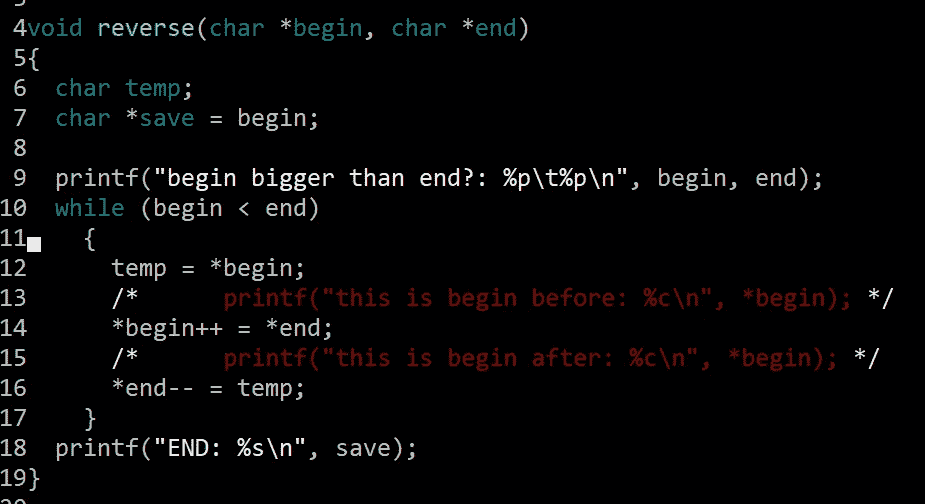 4void reverse(char *begin, char *end)
5{
6  char temp;
7  char *save = begin;
8
9  printf("begin bigger than end?: %p\t%p\n", begin, end);
10  while (begin < end)
11    {
12      temp = *begin;
13      /*      printf("this is begin before: %c\n", *begin); */
14      *begin++ = *end;
15      /*      printf("this is begin after: %c\n", *begin); */
16      *end-- = temp;
17    }
18  printf("END: %s\n", save);
19}